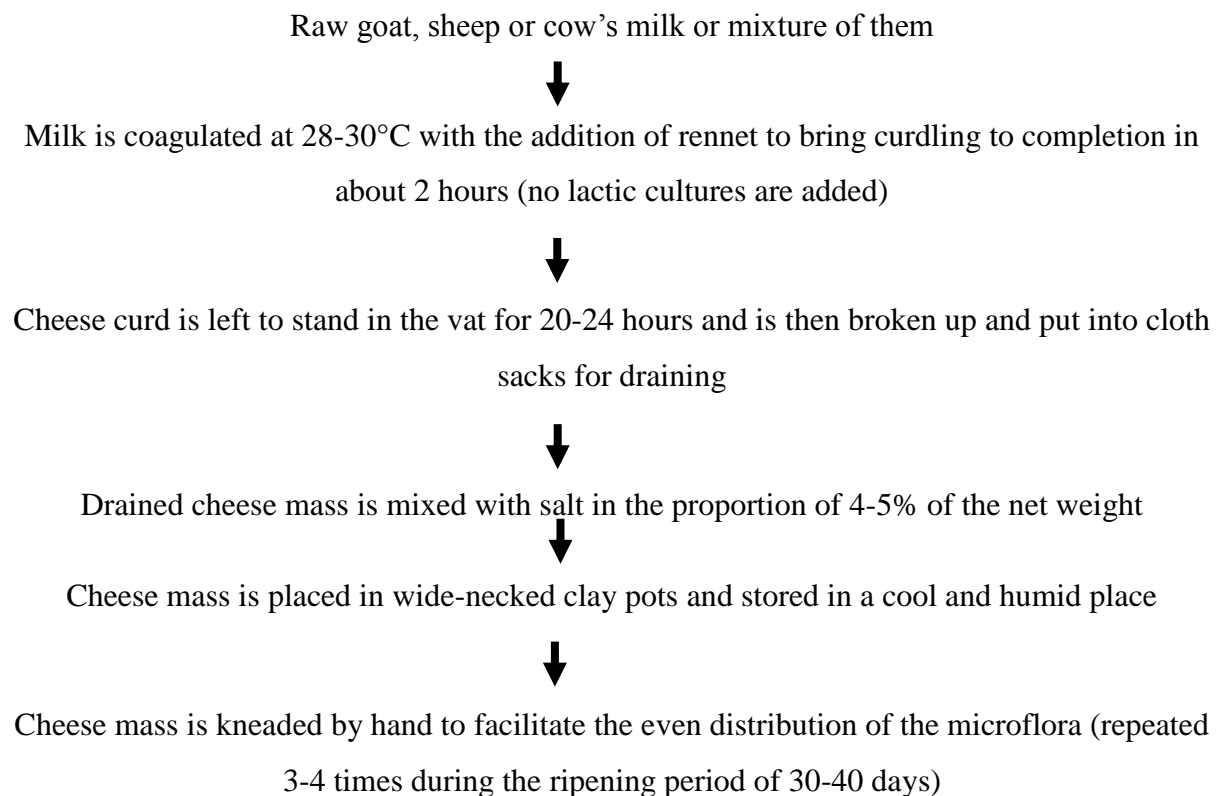 Raw goat, sheep or cow’s milk or mixture of them
Milk is coagulated at 28-30°C with the addition of rennet to bring curdling to completion in
about 2 hours (no lactic cultures are added)
Cheese curd is left to stand in the vat for 20-24 hours and is then broken up and put into cloth
sacks for draining
Drained cheese mass is mixed with salt in the proportion of 4-5% of the net weight
Cheese mass is placed in wide-necked clay pots and stored in a cool and humid place
Cheese mass is kneaded by hand to facilitate the even distribution of the microflora (repeated
3-4 times during the ripening period of 30-40 days)